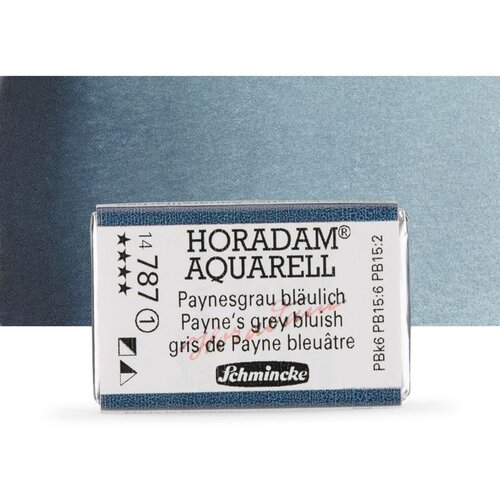 HORADAM®
AQUARELL
Paynesgrau bläulich
Payne's grey bluish
gris de Payne bleuâtre
Schmincke
14 787 1
★★★★
PBk6 PB15:6 PB15:2